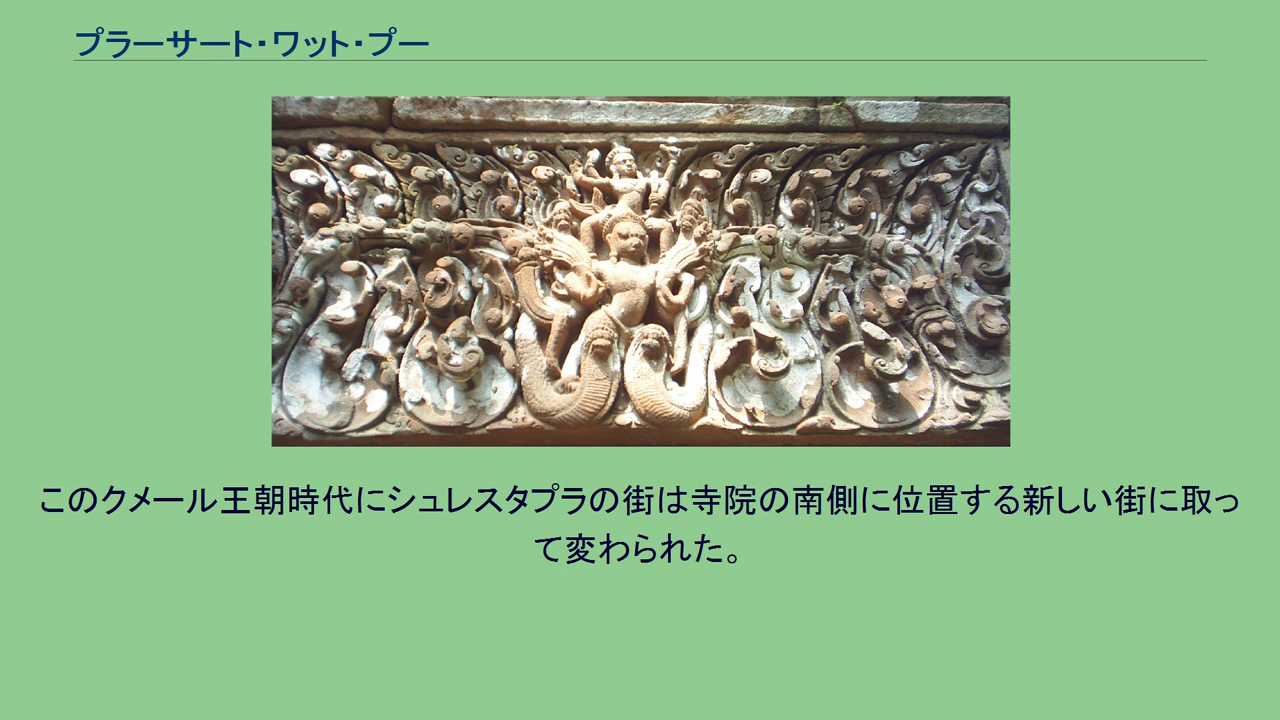 プラーサート・ワット・プー
このクメール王朝時代にシュレスタプラの街は寺院の南側に位置する新しい街に取っ
て変わられた。